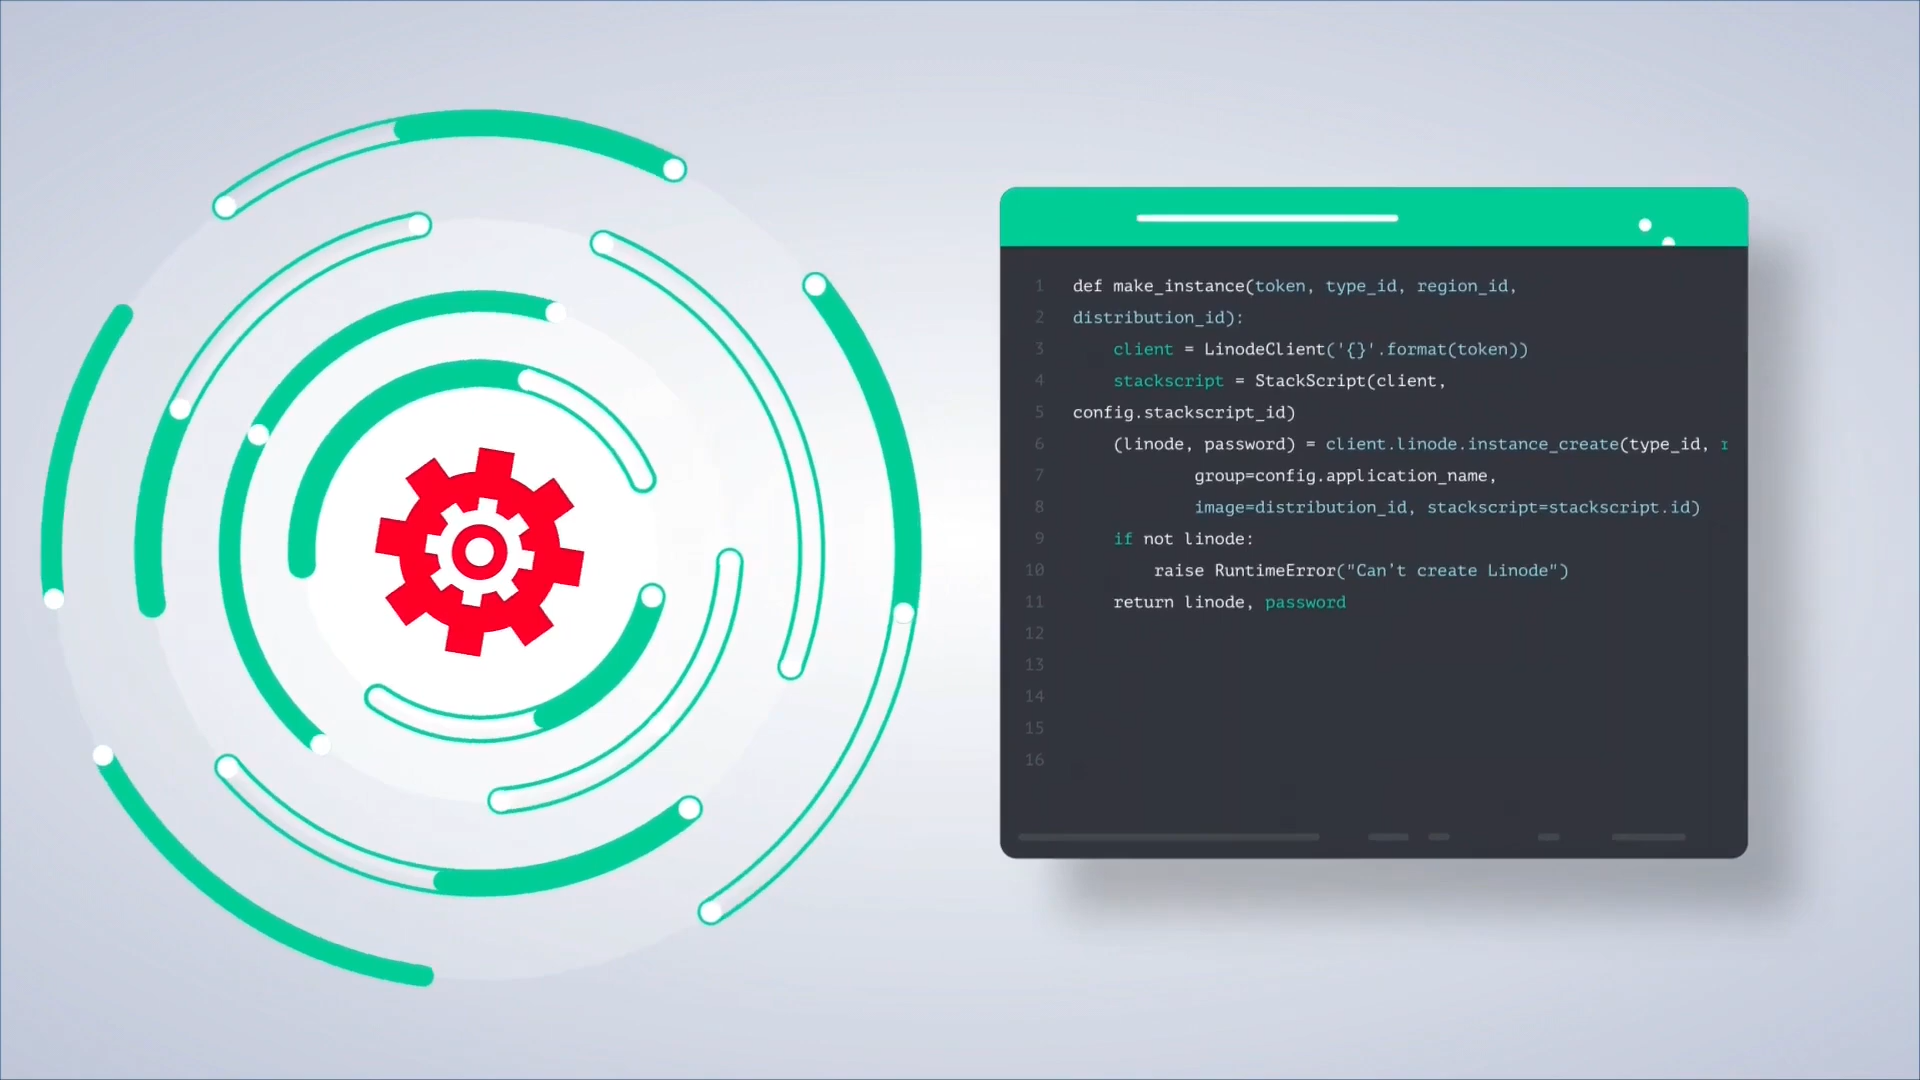 1 def make_instance(token, type_id, region_id,
2 distribution_id):
3 client = LinodeClient('{}'.format(token))
4 stackscript = StackScript(client,
5 config.stackscript_id)
6 (linode, password) = client.linode.instance_create(type_id,
7 group=config.application_name,
8 image=distribution_id, stackscript=stackscript.id)
9 if not linode:
10 raise RuntimeError("Can't create Linode")
11 return linode, password
12
13
14
15
16